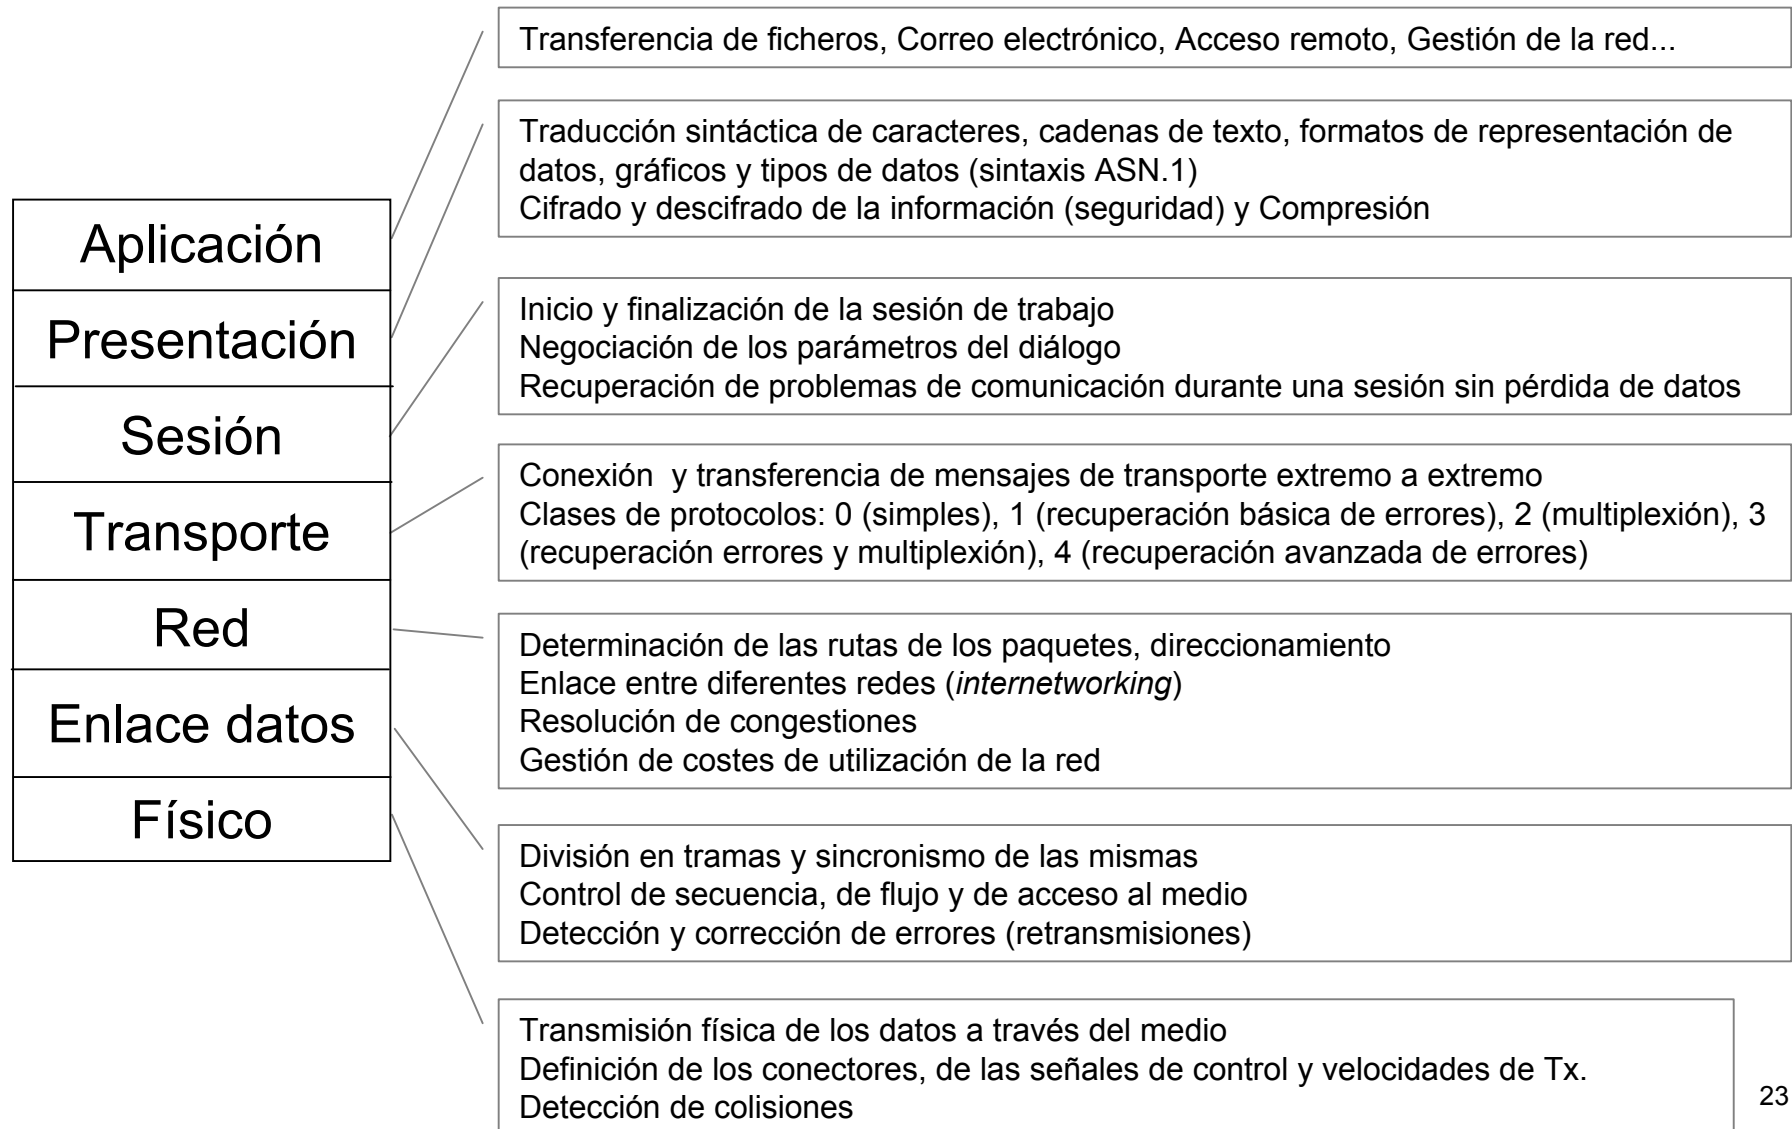 Transferencia de ficheros, Correo electrónico, Acceso remoto, Gestión de la red...
Traducción sintáctica de caracteres, cadenas de texto, formatos de representación de
datos, gráficos y tipos de datos (sintaxis ASN.1)
Cifrado y descifrado de la información (seguridad) y Compresión
Aplicación
Presentación
Sesión
Transporte
Red
Enlace datos
Físico
Inicio y finalización de la sesión de trabajo
Negociación de los parámetros del diálogo
Recuperación de problemas de comunicación durante una sesión sin pérdida de datos
Conexión  y transferencia de mensajes de transporte extremo a extremo
Clases de protocolos: 0 (simples), 1 (recuperación básica de errores), 2 (multiplexión), 3
(recuperación errores y multiplexión), 4 (recuperación avanzada de errores)
Determinación de las rutas de los paquetes, direccionamiento
Enlace entre diferentes redes (internetworking)
Resolución de congestiones
Gestión de costes de utilización de la red
División en tramas y sincronismo de las mismas
Control de secuencia, de flujo y de acceso al medio
Detección y corrección de errores (retransmisiones)
Transmisión física de los datos a través del medio
Definición de los conectores, de las señales de control y velocidades de Tx.
Detección de colisiones
23